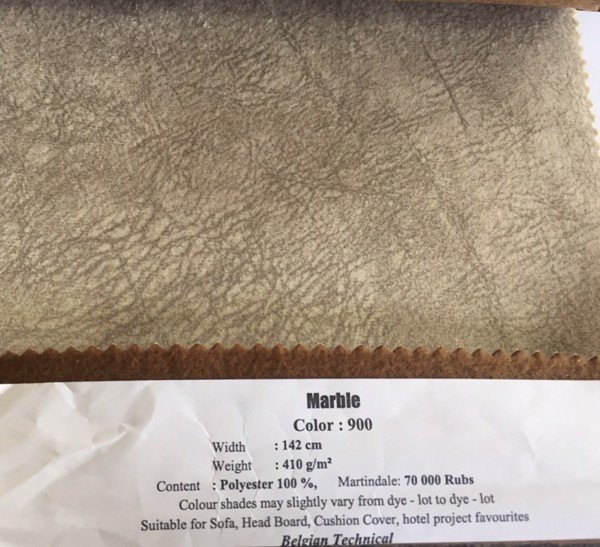 Marble
Color : 900
Width : 142 cm
Weight : 410 g/m²
Content : Polyester 100 %, Martindale: 70 000 Rubs
Colour shades may slightly vary from dye - lot to dye - lot
Suitable for Sofa, Head Board, Cushion Cover, hotel project favourites
Belgian Technical